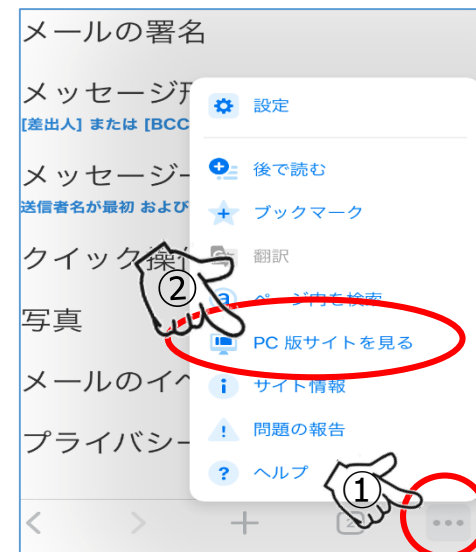 メールの署名
メッセージ
[差出人] または [BCC
メッセージ
送信者名が最初 および
クイック操作
写真
メールのイ
プライバシー
設定
後で読む
ブックマーク
翻訳
ページ内を検索
PC 版サイトを見る
サイト情報
問題の報告
ヘルプ
②
①
2